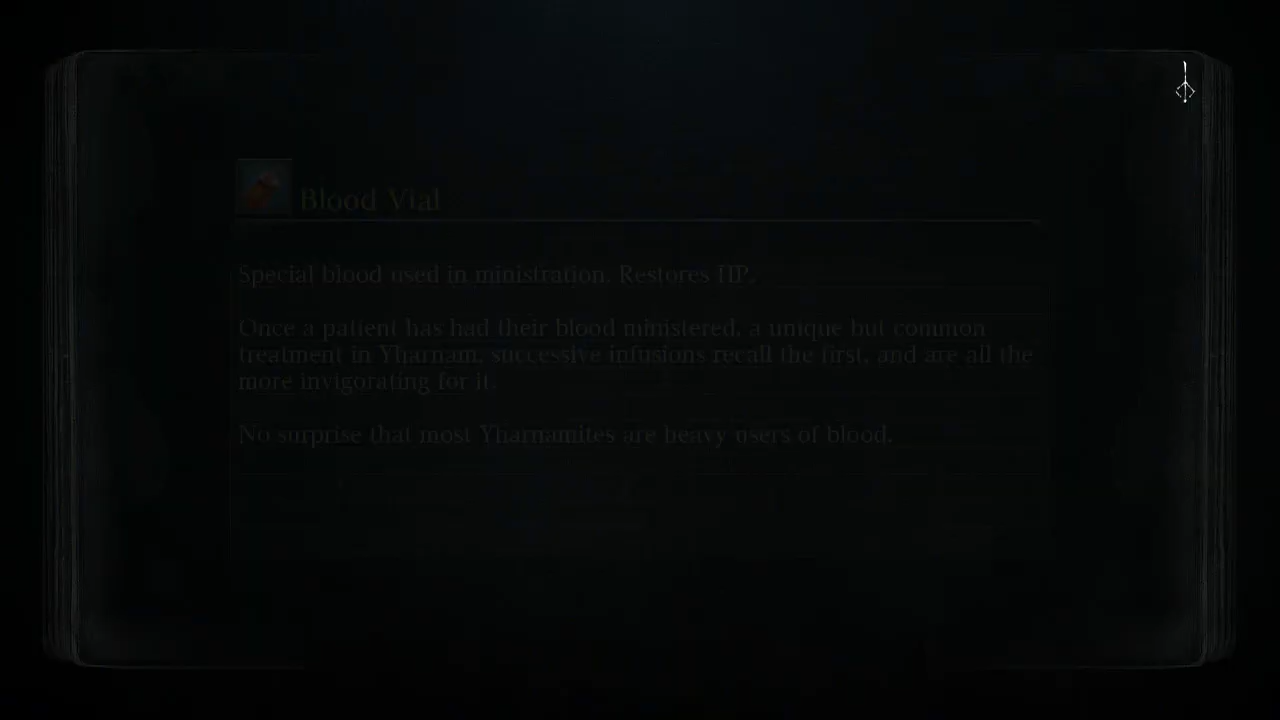 Blood Vial
Special blood used in ministration. Restores HP.
Once a patient has had their blood ministered, a unique but common
treatment in Yharnam, successive infusions recall the first, and are all the
more invigorating for it.
No surprise that most Yharnamites are heavy users of blood.